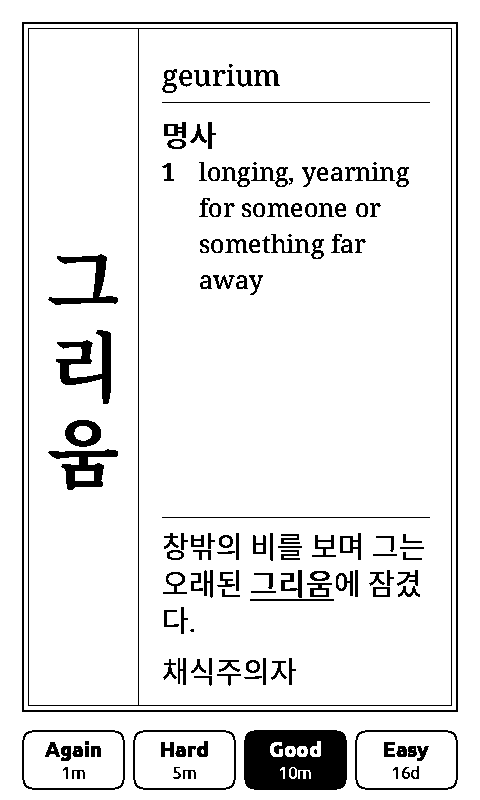 그리움
geurium
명사
1 longing, yearning
for someone or
something far
away
창밖의 비를 보며 그는
오래된 그리움에 잠겼
다.
채식주의자
Again
1m
Hard
5m
Good
10m
Easy
16d